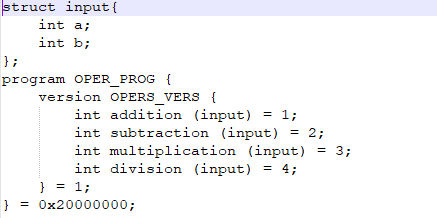 struct input{
    int a;
    int b;
};
program OPER_PROG {
    version OPERS_VERS {
        int addition (input) = 1;
        int subtraction (input) = 2;
        int multiplication (input) = 3;
        int division (input) = 4;
    } = 1;
} = 0x20000000;